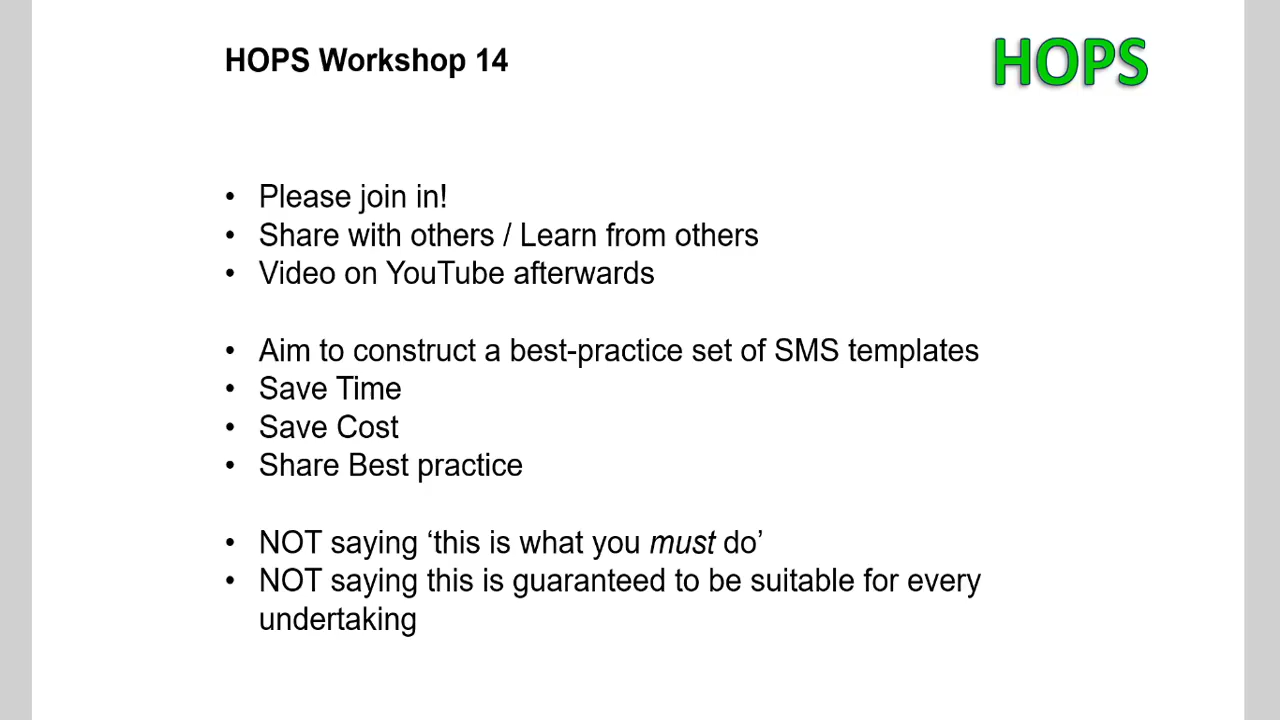 HOPS Workshop 14
HOPS
• Please join in!
• Share with others / Learn from others
• Video on YouTube afterwards
• Aim to construct a best-practice set of SMS templates
• Save Time
• Save Cost
• Share Best practice
• NOT saying ‘this is what you must do’
• NOT saying this is guaranteed to be suitable for every
undertaking